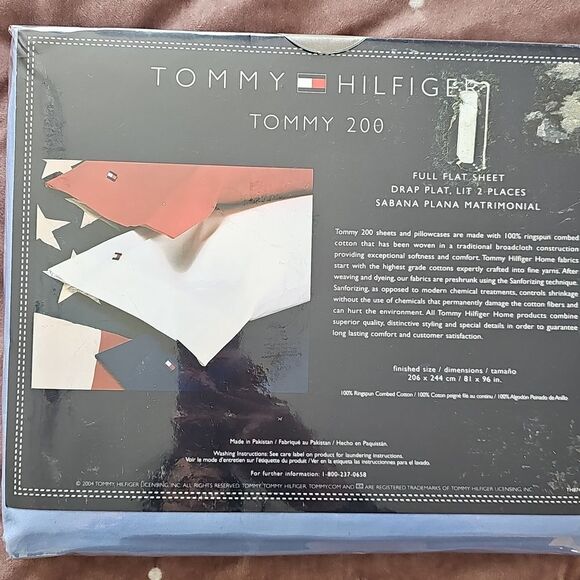 TOMMY HILFIGER
TOMMY 200
FULL FLAT SHEET
DRAP PLAT, LIT 2 PLACES
SABANA PLANA MATRIMONIAL
Tommy 200 sheets and pillowcases are made with 100% ringspun combed
cotton that has been woven in a traditional broadcloth construction
providing exceptional softness and comfort. Tommy Hilfiger Home fabrics
start with the highest grade cottons expertly crafted into fine yarns. After
weaving and dyeing, our fabrics are preshrunk using the Sanforizing technique.
Sanforizing, as opposed to modern chemical treatments, controls shrinkage
without the use of chemicals that permanently damage the cotton fibers and
can hurt the environment. All Tommy Hilfiger Home products combine
superior quality, distinctive styling and special details in order to guarantee
long lasting comfort and customer satisfaction.
finished size / dimensions / tamaño
206 x 244 cm / 81 x 96 in.
100% Ringspun Combed Cotton / 100% Coton peigné filé au continu / 100% Algodón Peinado de Anillo
Made in Pakistan / Fabriqué au Pakistan / Hecho en Paquistán.
Washing Instructions: See care label on product for laundering instructions.
Voir le mode d'entretien sur l'étiquette du produit / Ver en la etiqueta las instrucciones para el lavado.
For further information: 1-800-237-0658
© 2004 TOMMY HILFIGER LICENSING, INC. ALL RIGHTS RESERVED. TOMMY, TOMMY HILFIGER, TOMMY.COM AND ARE REGISTERED TRADEMARKS OF TOMMY HILFIGER LICENSING, INC.